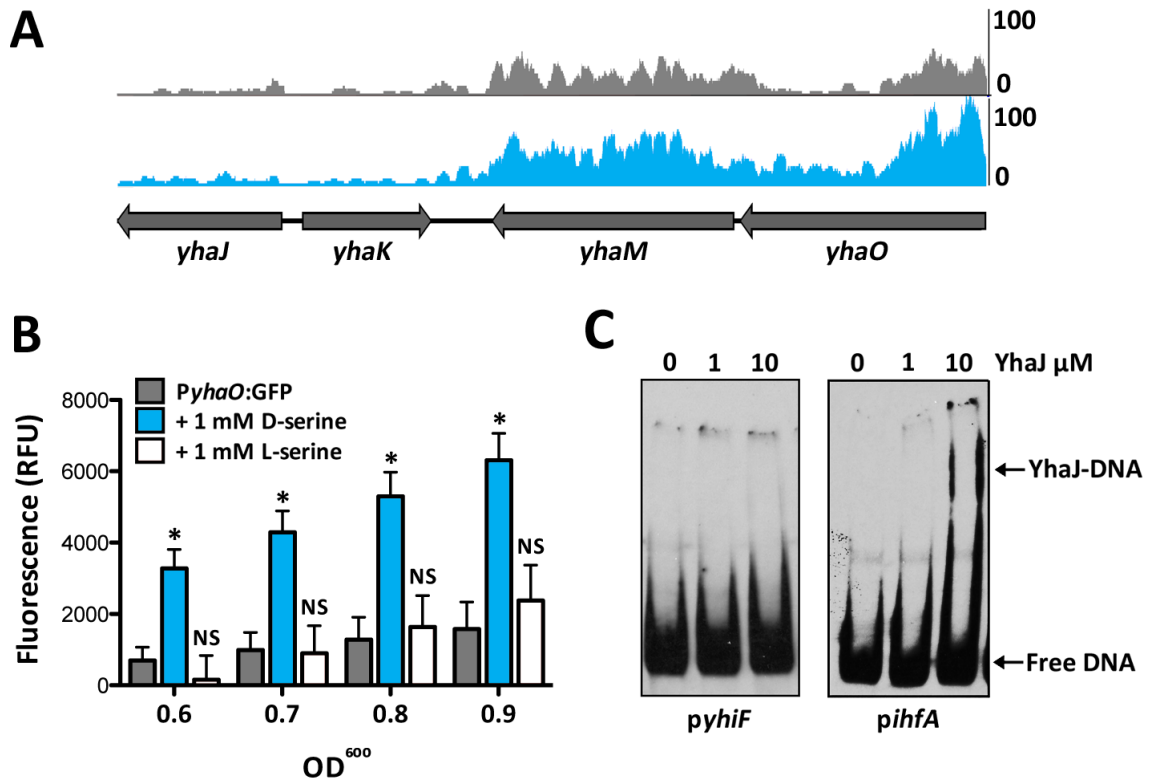 A
100
0
100
0
yhaJ yhaK yhaM yhaO
B
PyhaO:GFP
+ 1 mM D-serine
+ 1 mM L-serine
Fluorescence (RFU)
8000
6000
4000
2000
0
* * * *
NS NS NS NS
0.6 0.7 0.8 0.9
OD⁶⁰⁰
C
0 1 10 0 1 10 YhaJ μM
YhaJ-DNA
Free DNA
pyhiF pihfA